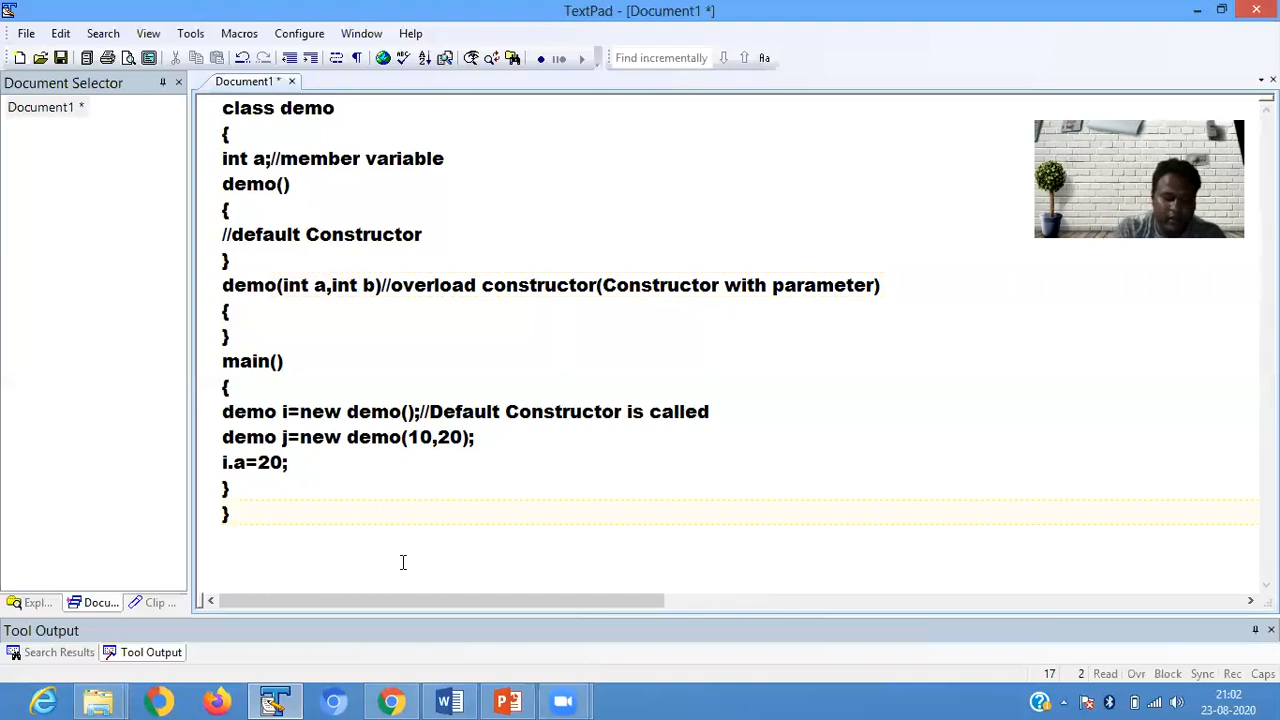 TextPad - [Document1 *]
File Edit Search View Tools Macros Configure Window Help
Find incrementally
Document Selector
Document1 *
Document1 *
class demo
{
int a;//member variable
demo()
{
//default Constructor
}
demo(int a,int b)//overload constructor(Constructor with parameter)
{
}
main()
{
demo i=new demo();//Default Constructor is called
demo j=new demo(10,20);
i.a=20;
}
}
Expl... Docu... Clip ...
Tool Output
Search Results Tool Output
17 2 Read Ovr Block Sync Rec Caps
21:02
23-08-2020